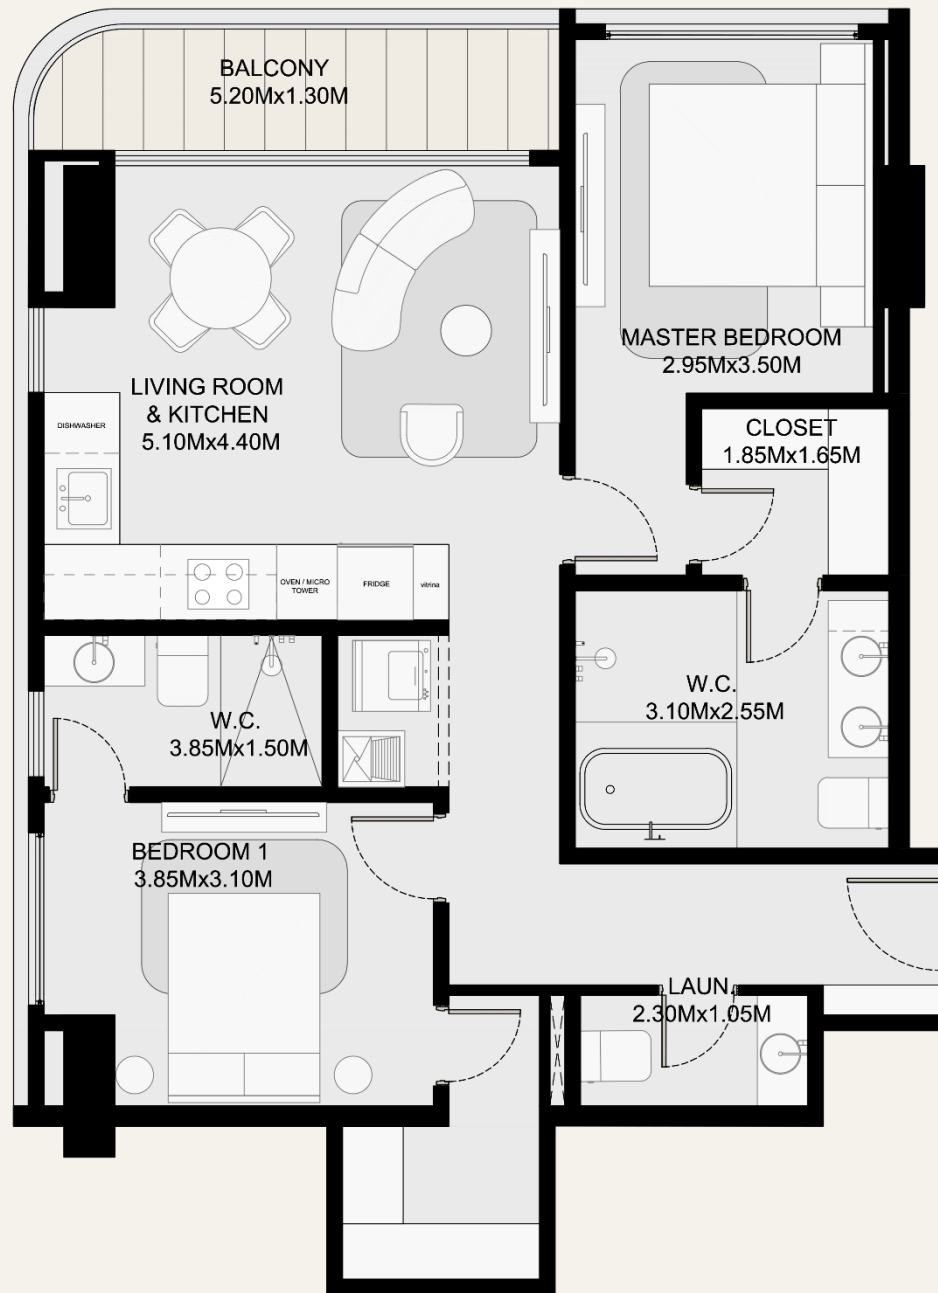 BALCONY
5.20Mx1.30M
MASTER BEDROOM
2.95Mx3.50M
LIVING ROOM
& KITCHEN
5.10Mx4.40M
DISHWASHER
CLOSET
1.85Mx1.65M
OVEN / MICRO
TOWER
FRIDGE
vitrina
W.C.
3.10Mx2.55M
W.C.
3.85Mx1.50M
BEDROOM 1
3.85Mx3.10M
LAUN.
2.30Mx1.05M